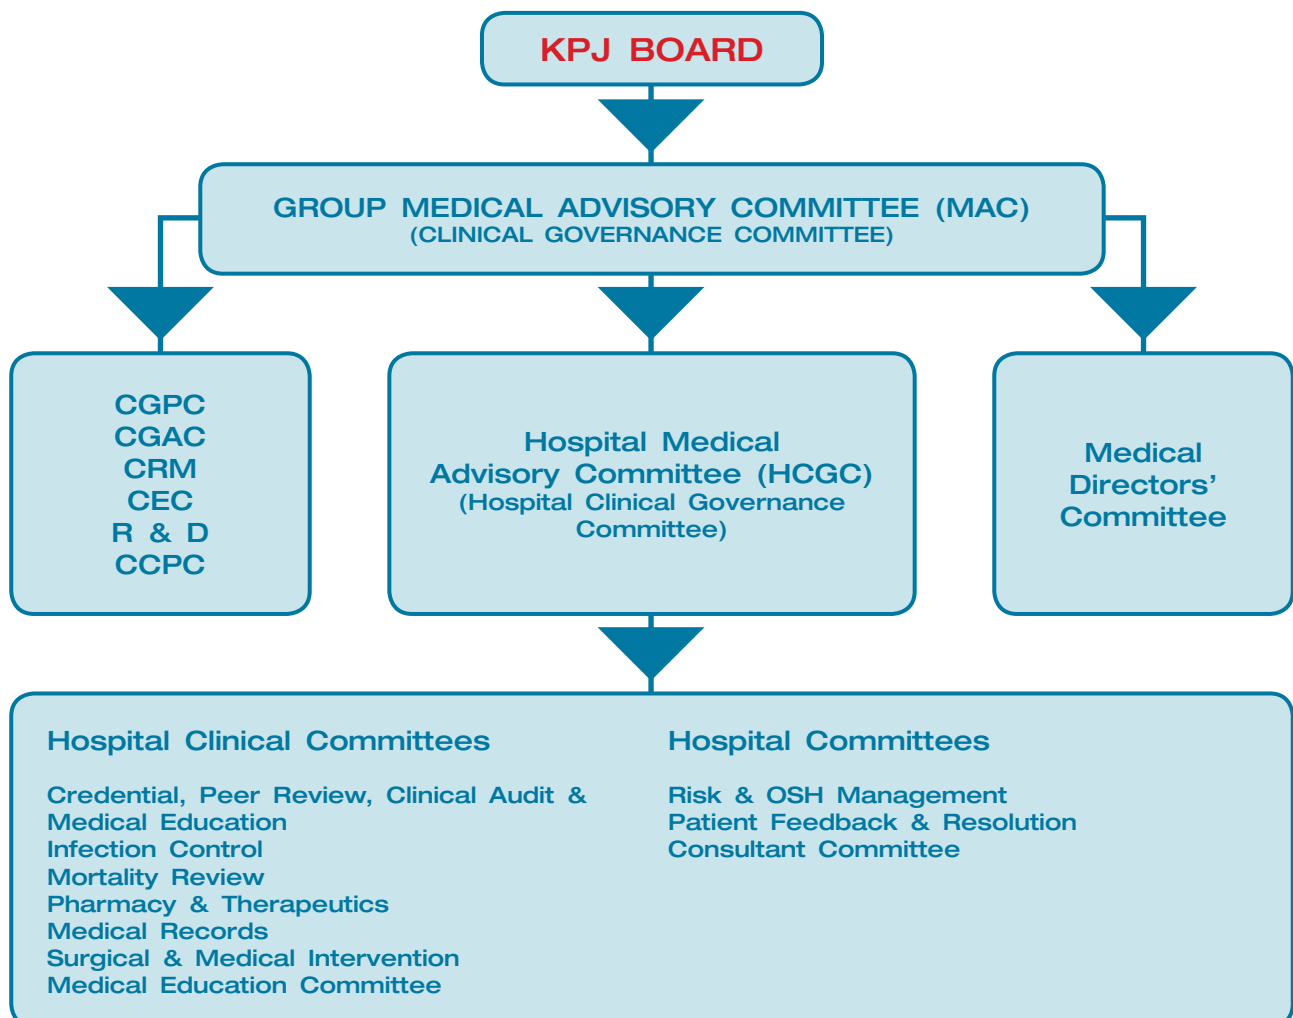 KPJ BOARD
GROUP MEDICAL ADVISORY COMMITTEE (MAC)
(CLINICAL GOVERNANCE COMMITTEE)
CGPC
CGAC
CRM
CEC
R & D
CCPC
Hospital Medical
Advisory Committee (HCGC)
(Hospital Clinical Governance
Committee)
Medical
Directors’
Committee
Hospital Clinical Committees
Credential, Peer Review, Clinical Audit &
Medical Education
Infection Control
Mortality Review
Pharmacy & Therapeutics
Medical Records
Surgical & Medical Intervention
Medical Education Committee
Hospital Committees
Risk & OSH Management
Patient Feedback & Resolution
Consultant Committee